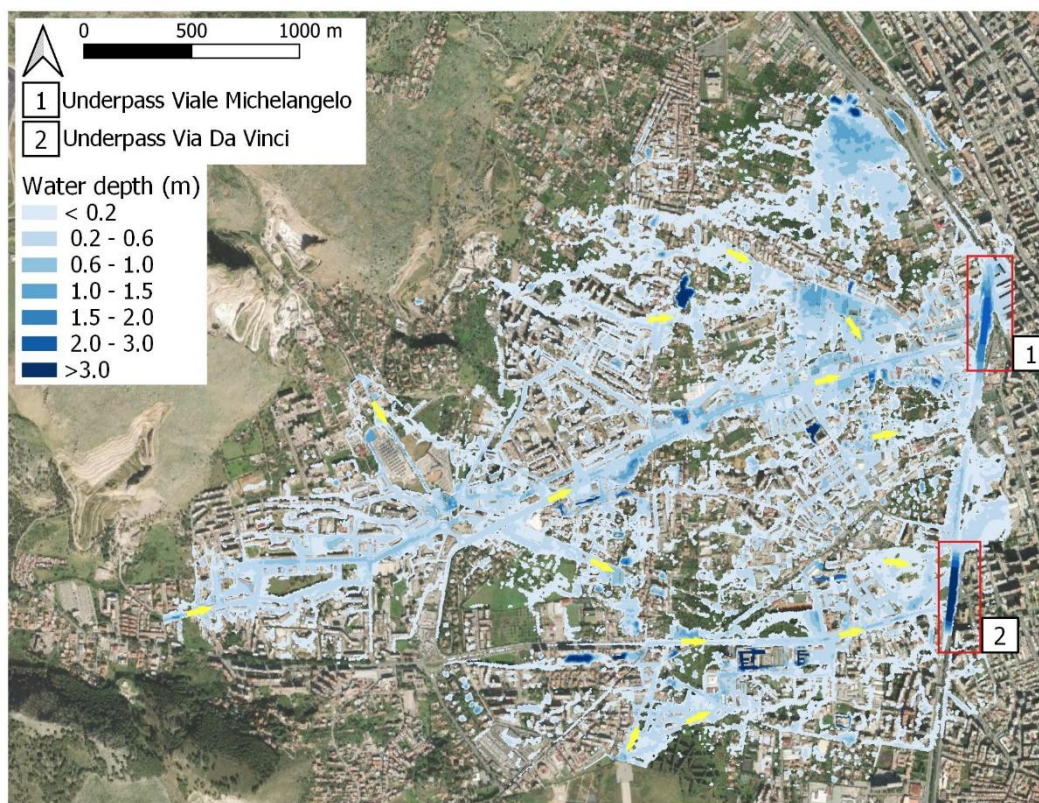 0 500 1000 m
1 Underpass Viale Michelangelo
2 Underpass Via Da Vinci
Water depth (m)
< 0.2
0.2 - 0.6
0.6 - 1.0
1.0 - 1.5
1.5 - 2.0
2.0 - 3.0
>3.0
1
2